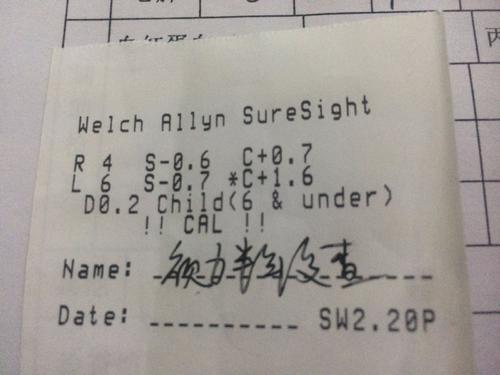 Welch Allyn SureSight
R 4 S-0.6 C+0.7
L 6 S-0.7 *C+1.6
D0.2 Child(6 & under)
!! CAL !!
Name: 视力 查
Date: ---------- SW2.20P